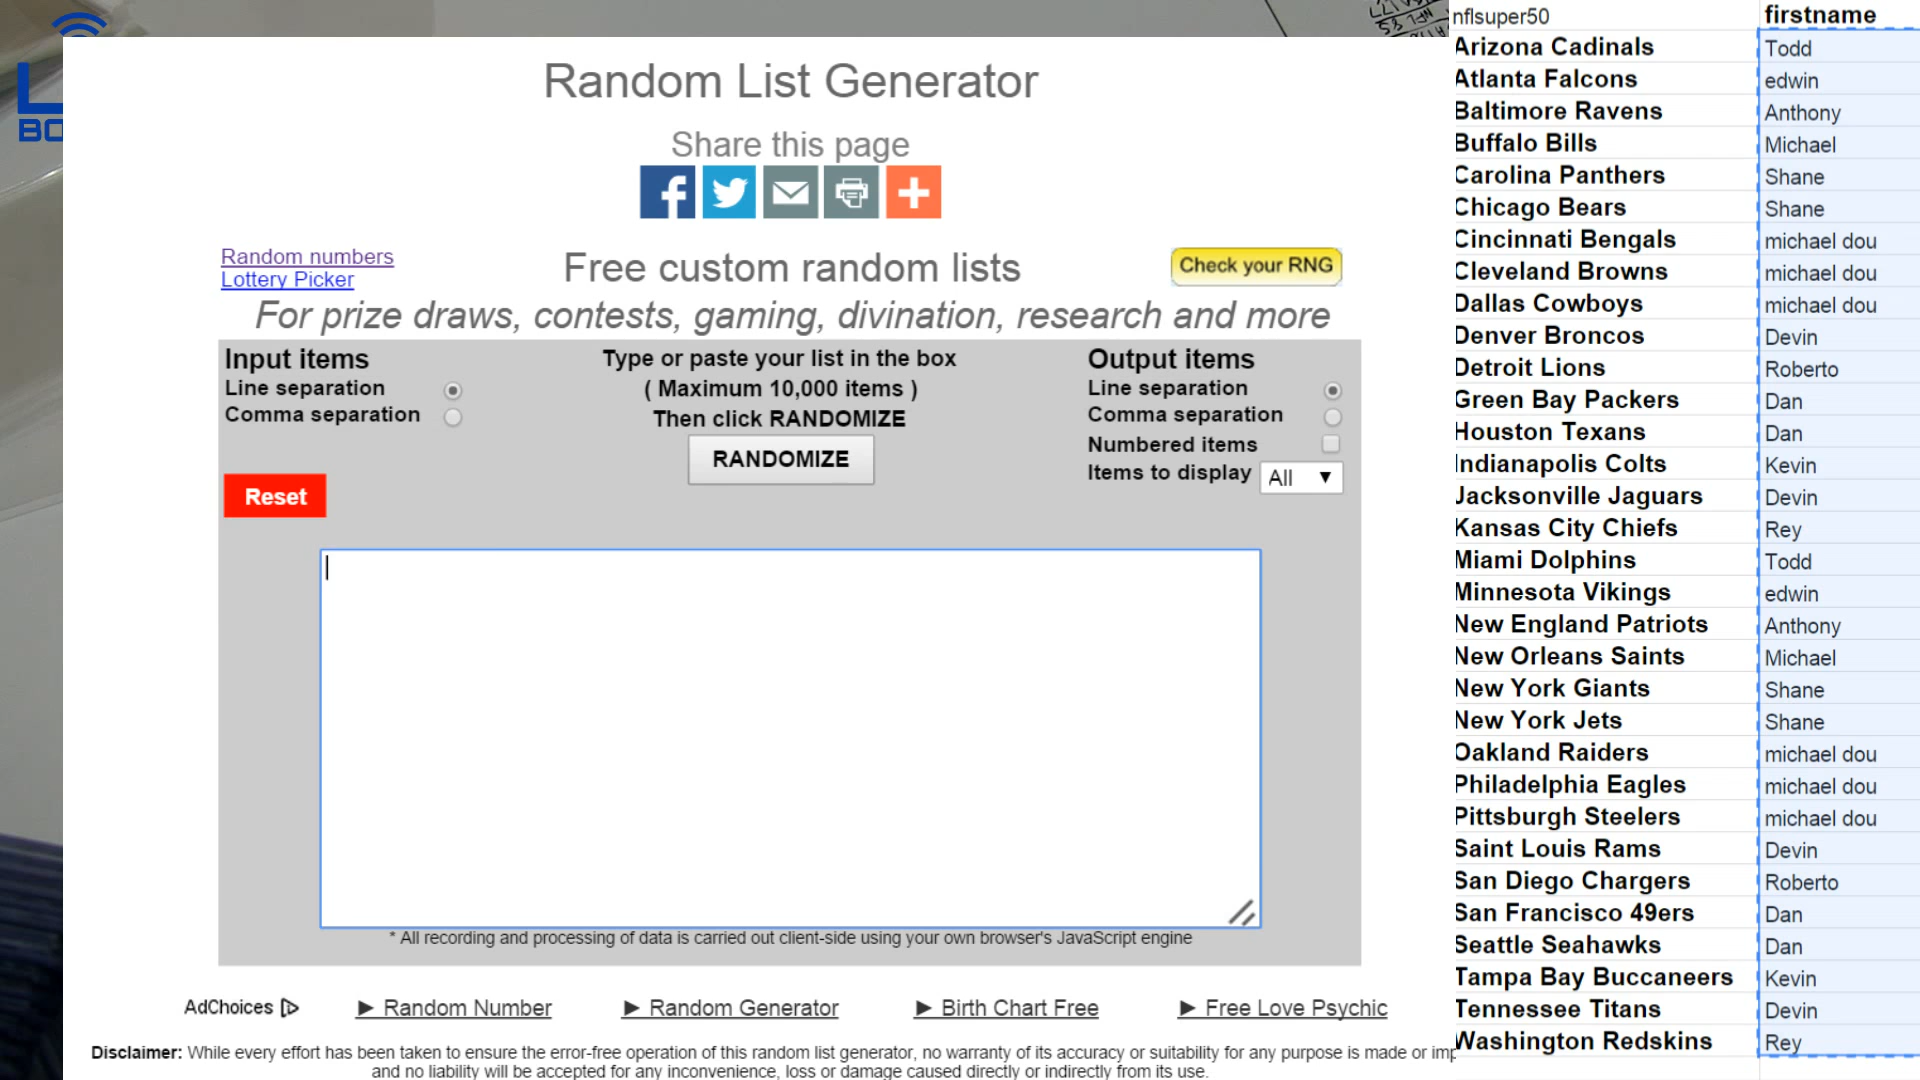 Random List Generator
Share this page
Random numbers
Lottery Picker
Free custom random lists
Check your RNG
For prize draws, contests, gaming, divination, research and more
Input items
Line separation
Comma separation
Reset
Type or paste your list in the box
( Maximum 10,000 items )
Then click RANDOMIZE
RANDOMIZE
Output items
Line separation
Comma separation
Numbered items
Items to display All
* All recording and processing of data is carried out client-side using your own browser's JavaScript engine
AdChoices
► Random Number
► Random Generator
► Birth Chart Free
► Free Love Psychic
Disclaimer: While every effort has been taken to ensure the error-free operation of this random list generator, no warranty of its accuracy or suitability for any purpose is made or imp
and no liability will be accepted for any inconvenience, loss or damage caused directly or indirectly from its use.
nflsuper50 firstname
Arizona Cadinals Todd
Atlanta Falcons edwin
Baltimore Ravens Anthony
Buffalo Bills Michael
Carolina Panthers Shane
Chicago Bears Shane
Cincinnati Bengals michael dou
Cleveland Browns michael dou
Dallas Cowboys michael dou
Denver Broncos Devin
Detroit Lions Roberto
Green Bay Packers Dan
Houston Texans Dan
Indianapolis Colts Kevin
Jacksonville Jaguars Devin
Kansas City Chiefs Rey
Miami Dolphins Todd
Minnesota Vikings edwin
New England Patriots Anthony
New Orleans Saints Michael
New York Giants Shane
New York Jets Shane
Oakland Raiders michael dou
Philadelphia Eagles michael dou
Pittsburgh Steelers michael dou
Saint Louis Rams Devin
San Diego Chargers Roberto
San Francisco 49ers Dan
Seattle Seahawks Dan
Tampa Bay Buccaneers Kevin
Tennessee Titans Devin
Washington Redskins Rey